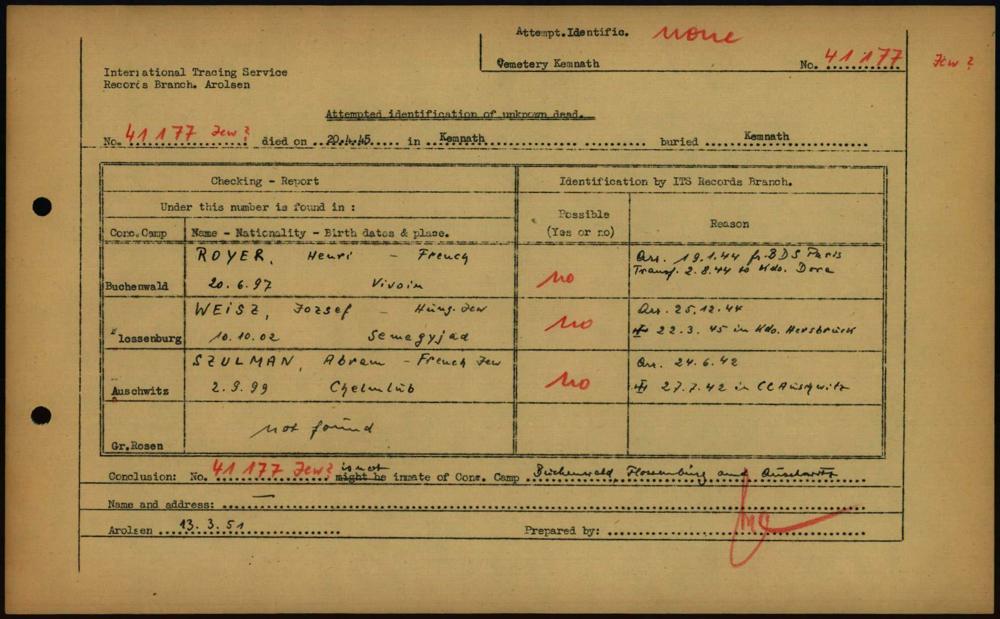 Attempt.Identific. none
Cemetery Kemnath No. 41177 Jew?
International Tracing Service
Records Branch. Arolsen
Attempted identification of unknown dead.
No. 41177 Jew? died on 20.4.45 in Kemnath buried Kemnath
Checking - Report Identification by ITS Records Branch.
Under this number is found in :
Conc.Camp Name - Nationality - Birth dates & place. Possible (Yes or no) Reason
ROYER, Henri - French Arr. 19.1.44 fr. BDS Paris
Buchenwald 20.6.97 Vivoin no Transf. 2.8.44 to Kdo. Dora
WEISZ, Jozsef - Hung. Jew Arr. 25.12.44
Flossenburg 10.10.02 Semegyjad no 22.3.45 in Kdo. Hersbruck
SZULMAN, Abram - French Jew Arr. 24.6.42
Auschwitz 2.9.99 Chelmlub no 27.7.42 in CC Auschwitz
Gr.Rosen not found
Conclusion: No. 41177 Jew? is not might be inmate of Conc. Camp Buchenwald, Flossenbürg and Auschwitz
Name and address: —
Arolsen 13.3.51 Prepared by: